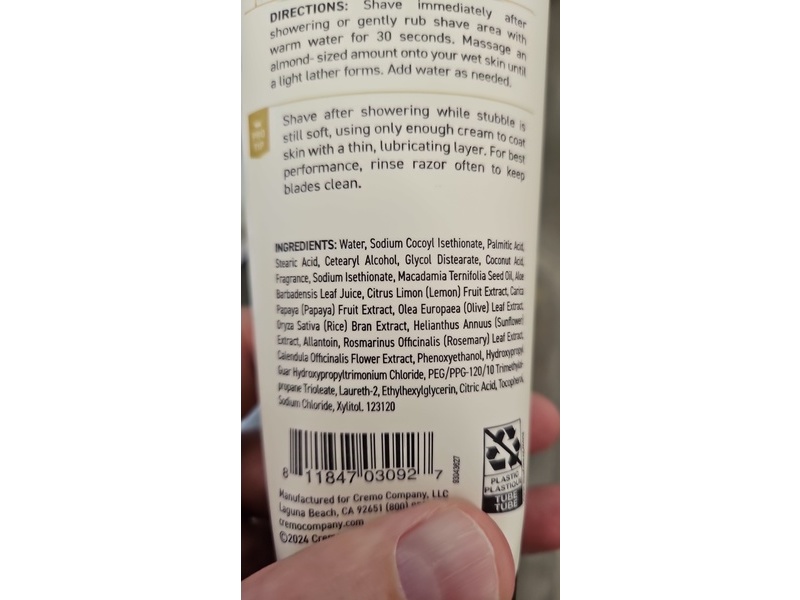 DIRECTIONS: Shave immediately after
showering or gently rub shave area with
warm water for 30 seconds. Massage an
almond- sized amount onto your wet skin until
a light lather forms. Add water as needed.
PRO
TIP
Shave after showering while stubble is
still soft, using only enough cream to coat
skin with a thin, lubricating layer. For best
performance, rinse razor often to keep
blades clean.
INGREDIENTS: Water, Sodium Cocoyl Isethionate, Palmitic Acid,
Stearic Acid, Cetearyl Alcohol, Glycol Distearate, Coconut Acid,
Fragrance, Sodium Isethionate, Macadamia Ternifolia Seed Oil, Aloe
Barbadensis Leaf Juice, Citrus Limon (Lemon) Fruit Extract, Carica
Papaya (Papaya) Fruit Extract, Olea Europaea (Olive) Leaf Extract,
Oryza Sativa (Rice) Bran Extract, Helianthus Annuus (Sunflower)
Extract, Allantoin, Rosmarinus Officinalis (Rosemary) Leaf Extract,
Calendula Officinalis Flower Extract, Phenoxyethanol, Hydroxypropyl
Guar Hydroxypropyltrimonium Chloride, PEG/PPG-120/10 Trimethylol-
propane Trioleate, Laureth-2, Ethylhexylglycerin, Citric Acid, Tocopherol,
Sodium Chloride, Xylitol. 123120
8 11847 03092 7
PLASTIC
PLASTIQUE
TUBE
TUBE
Manufactured for Cremo Company, LLC
Laguna Beach, CA 92651 (800)
cremocompany.com
©2024